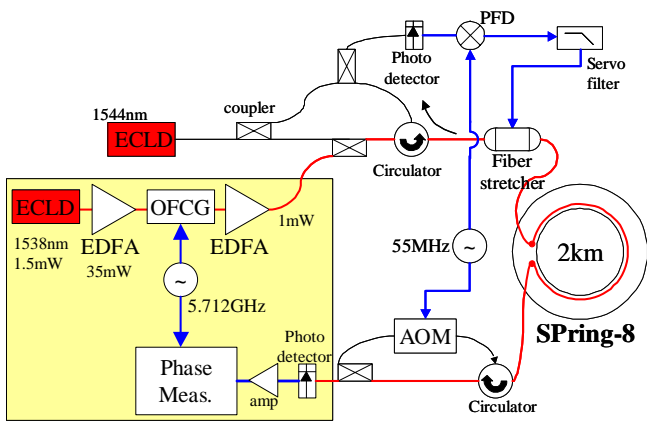 PFD
Photo
detector
Servo
filter
1544nm
coupler
ECLD
Circulator
Fiber
stretcher
ECLD
OFCG
EDFA
EDFA
1mW
1538nm
1.5mW
35mW
~
5.712GHz
55MHz
~
2km
SPring-8
Photo
detector
AOM
Phase
Meas.
amp
Circulator